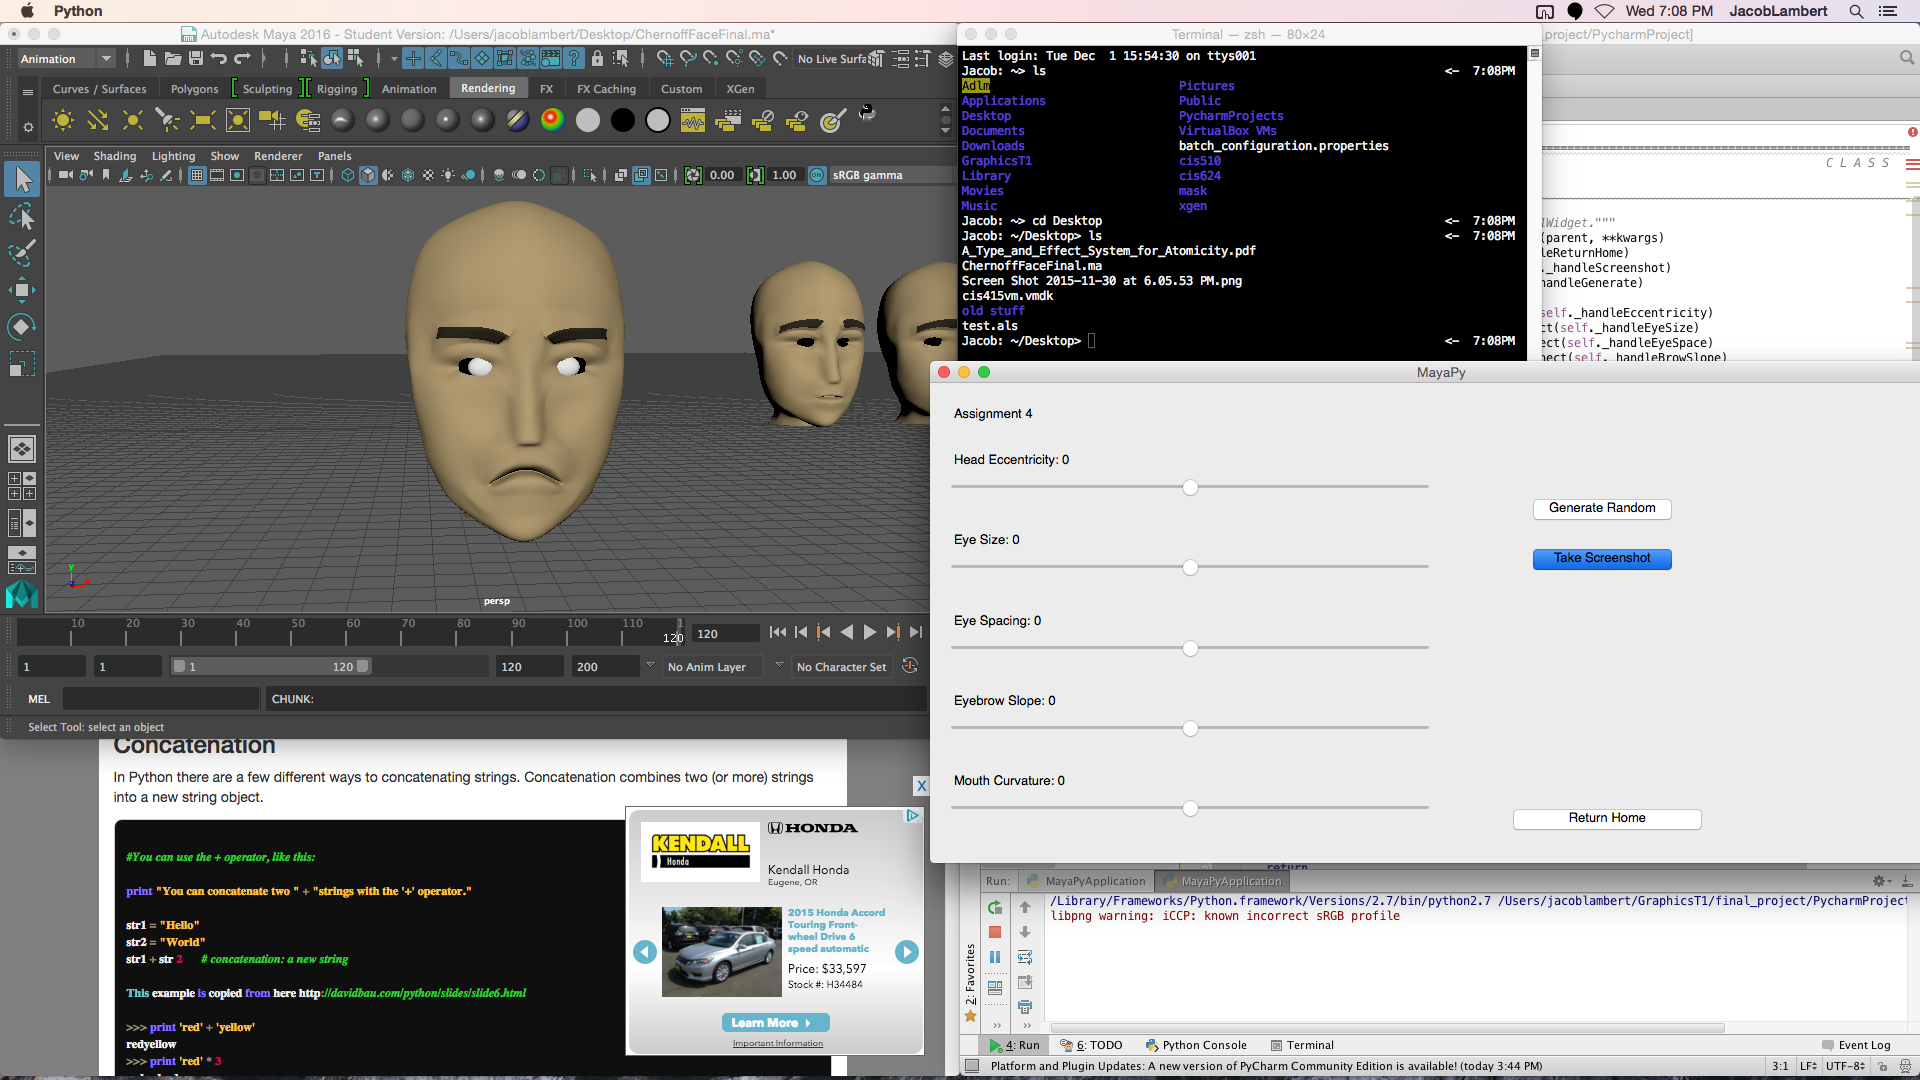 Python
Wed 7:08 PM JacobLambert
Autodesk Maya 2016 - Student Version: /Users/jacoblambert/Desktop/ChernoffFaceFinal.ma*
Animation
No Live Surfa
Curves / Surfaces Polygons Sculpting Rigging Animation Rendering FX FX Caching Custom XGen
View Shading Lighting Show Renderer Panels
0.00 1.00 sRGB gamma
persp
y
x
10 20 30 40 50 60 70 80 90 100 110 1
120
120
1 1 1 120 120 200 No Anim Layer No Character Set
MEL CHUNK:
Select Tool: select an object
Terminal — zsh — 80×24
Last login: Tue Dec 1 15:54:30 on ttys001
Jacob: ~> ls <- 7:08PM
Adlm Pictures
Applications Public
Desktop PycharmProjects
Documents VirtualBox VMs
Downloads batch_configuration.properties
GraphicsT1 cis510
Library cis624
Movies mask
Music xgen
Jacob: ~> cd Desktop <- 7:08PM
Jacob: ~/Desktop> ls <- 7:08PM
A_Type_and_Effect_System_for_Atomicity.pdf
ChernoffFaceFinal.ma
Screen Shot 2015-11-30 at 6.05.53 PM.png
cis415vm.vmdk
old stuff
test.als
Jacob: ~/Desktop> <- 7:08PM
_project/PycharmProject]
C L A S S
lWidget."""
(parent, **kwargs)
leReturnHome)
._handleScreenshot)
handleGenerate)
self._handleEccentricity)
ct(self._handleEyeSize)
ect(self._handleEyeSpace)
nect(self._handleBrowSlope)
MayaPy
Assignment 4
Head Eccentricity: 0
Generate Random
Eye Size: 0
Take Screenshot
Eye Spacing: 0
Eyebrow Slope: 0
Mouth Curvature: 0
Return Home
Concatenation
In Python there are a few different ways to concatenating strings. Concatenation combines two (or more) strings
into a new string object.
#You can use the + operator, like this:
print "You can concatenate two " + "strings with the '+' operator."
str1 = "Hello"
str2 = "World"
str1 + str 2 # concatenation: a new string
This example is copied from here http://davidbau.com/python/slides/slide6.html
>>> print 'red' + 'yellow'
redyellow
>>> print 'red' * 3
X
KENDALL
Honda
HONDA
Kendall Honda
Eugene, OR
2015 Honda Accord
Touring Front-
wheel Drive 6
speed automatic
Price: $33,597
Stock #: H34484
Learn More
Important Information
return
Run: MayaPyApplication MayaPyApplication
/Library/Frameworks/Python.framework/Versions/2.7/bin/python2.7 /Users/jacoblambert/GraphicsT1/final_project/PycharmProject
libpng warning: iCCP: known incorrect sRGB profile
2: Favorites
4: Run 6: TODO Python Console Terminal Event Log
Platform and Plugin Updates: A new version of PyCharm Community Edition is available! (today 3:44 PM) 3:1 LF÷ UTF-8÷